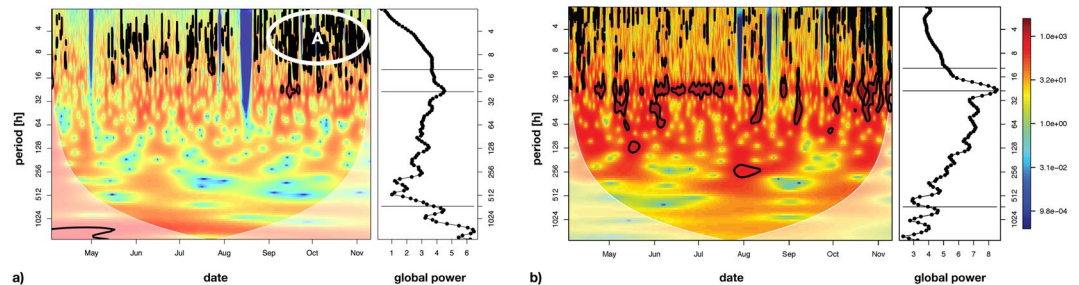 4
8
16
32
64
128
256
512
1024
period [h]
A
May
Jun
Jul
Aug
Sep
Oct
Nov
date
a)
4
8
16
32
64
128
256
512
1024
1 2 3 4 5 6
global power
4
8
16
32
64
128
256
512
1024
period [h]
May
Jun
Jul
Aug
Sep
Oct
Nov
date
b)
4
8
16
32
64
128
256
512
1024
3 4 5 6 7 8
global power
1.0e+03
3.2e+01
1.0e+00
3.1e−02
9.8e−04